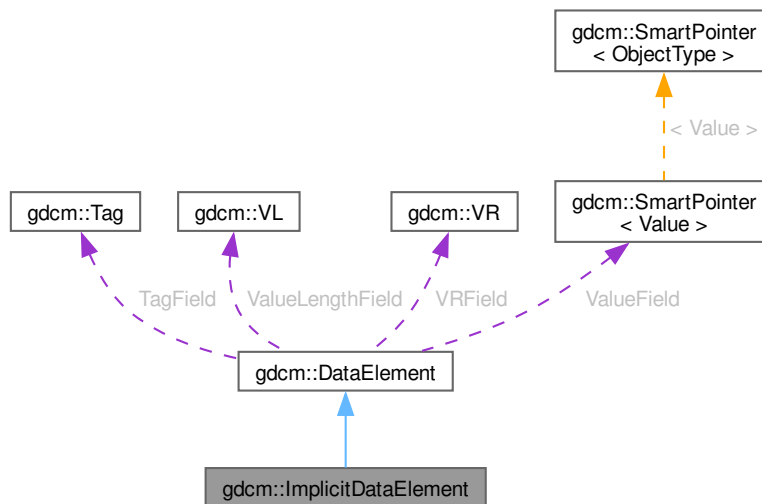 gdcm::SmartPointer
< ObjectType >
< Value >
gdcm::Tag
gdcm::VL
gdcm::VR
gdcm::SmartPointer
< Value >
TagField
ValueLengthField
VRField
ValueField
gdcm::DataElement
gdcm::ImplicitDataElement